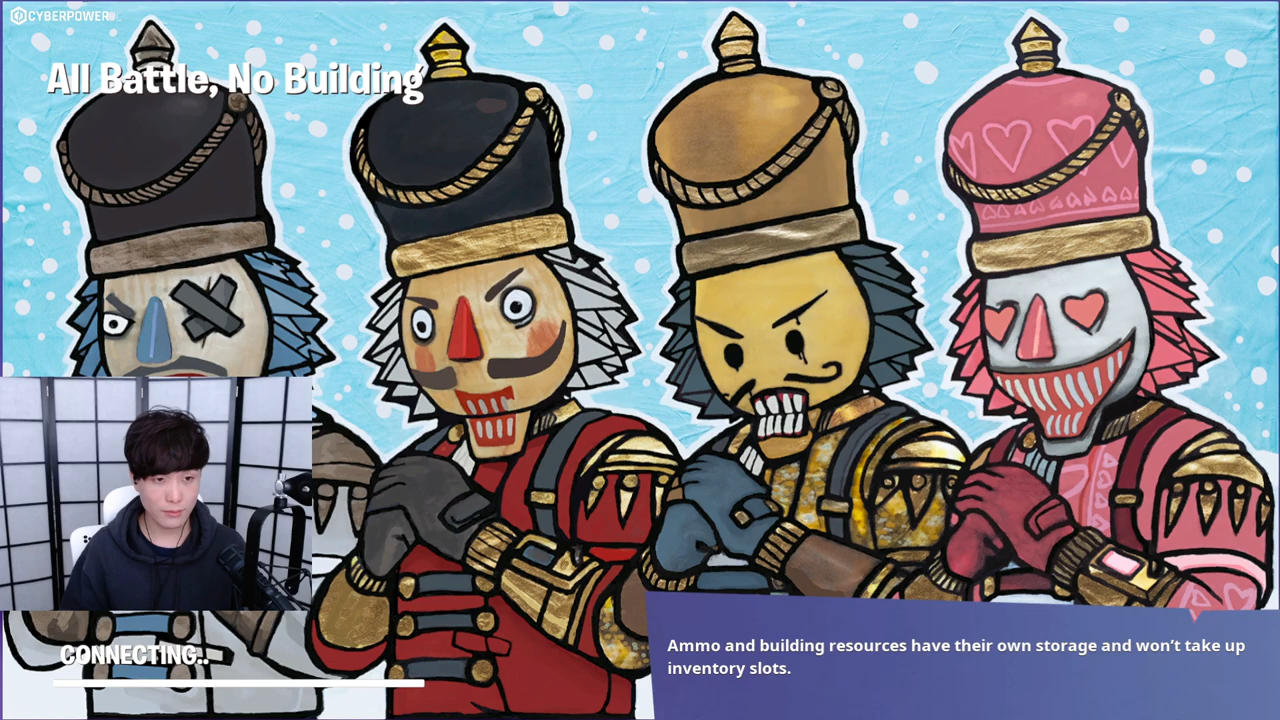 CYBERPOWER
All Battle, No Building
CONNECTING..
Ammo and building resources have their own storage and won't take up
inventory slots.